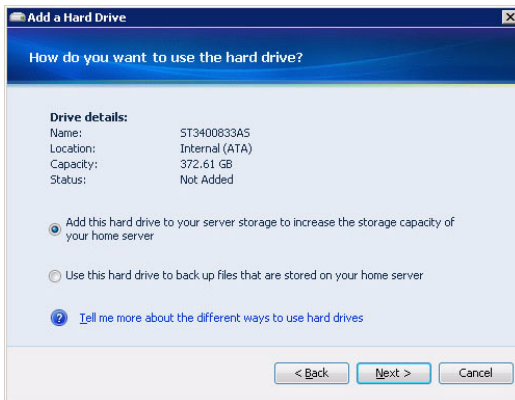 Add a Hard Drive
How do you want to use the hard drive?
Drive details:
Name: ST3400833AS
Location: Internal (ATA)
Capacity: 372.61 GB
Status: Not Added
Add this hard drive to your server storage to increase the storage capacity of
your home server
Use this hard drive to back up files that are stored on your home server
? Tell me more about the different ways to use hard drives
< Back Next > Cancel